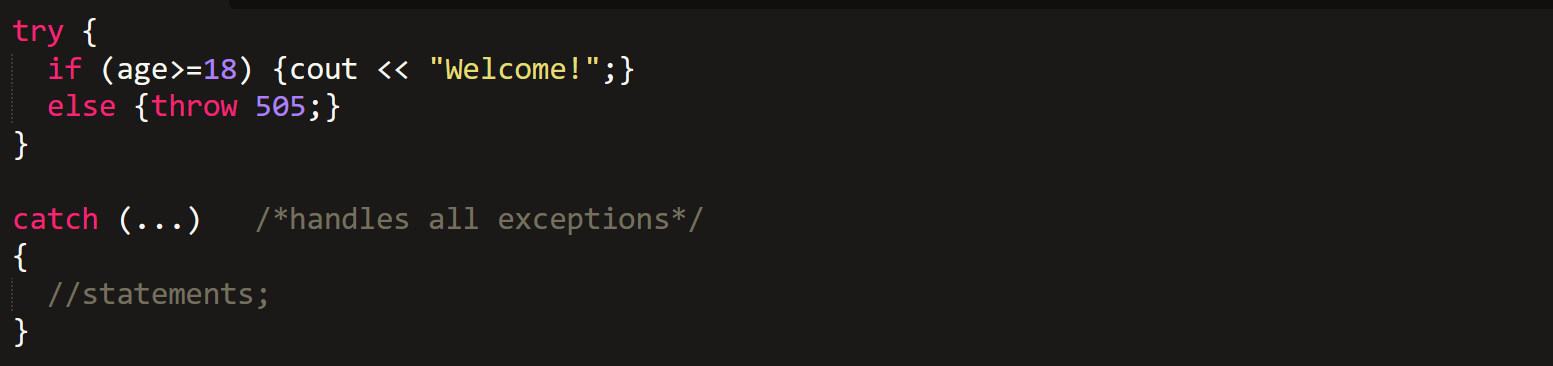 try {
  if (age>=18) {cout << "Welcome!";}
  else {throw 505;}
}
catch (...)   /*handles all exceptions*/
{
  //statements;
}